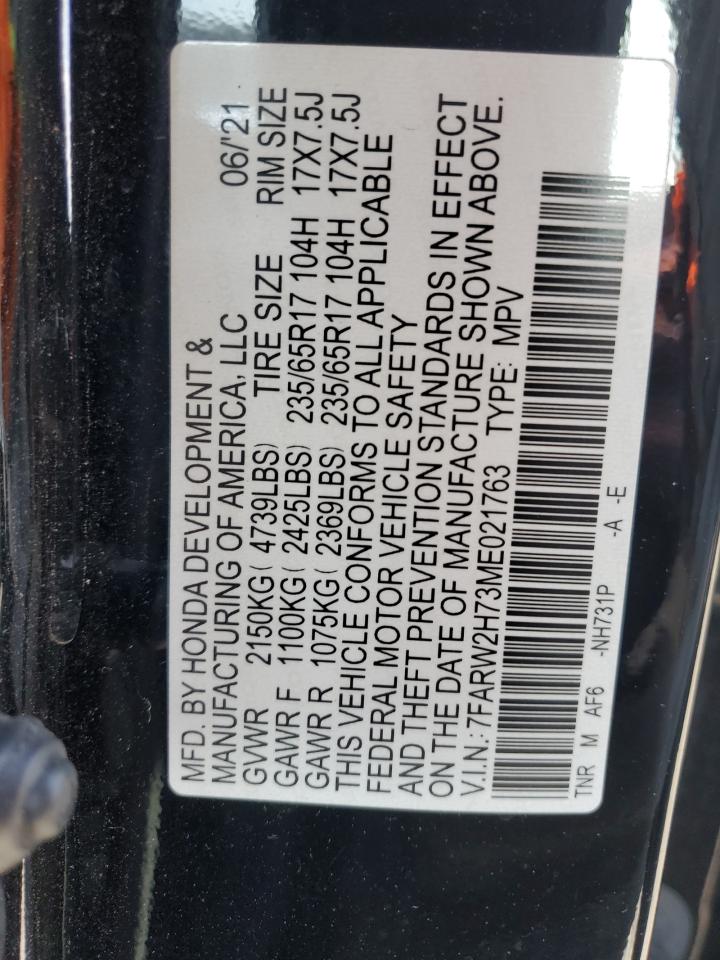 MFD. BY HONDA DEVELOPMENT &
MANUFACTURING OF AMERICA, LLC 06/'21
GVWR 2150KG( 4739LBS) TIRE SIZE RIM SIZE
GAWR F 1100KG( 2425LBS) 235/65R17 104H 17X7.5J
GAWR R 1075KG( 2369LBS) 235/65R17 104H 17X7.5J
THIS VEHICLE CONFORMS TO ALL APPLICABLE
FEDERAL MOTOR VEHICLE SAFETY
AND THEFT PREVENTION STANDARDS IN EFFECT
ON THE DATE OF MANUFACTURE SHOWN ABOVE.
V.I.N.: 7FARW2H73ME021763 TYPE: MPV
TNR M AF6 -NH731P -A -E